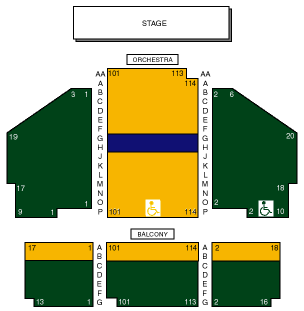 STAGE
ORCHESTRA
AA 101 113 AA
A 114 A
3 1 B B 2 6
C C
D D
E E
F F
19 G G 20
H H
J J
K K
L L
17 M M 18
N N
O O 2
9 1 P 101 114 P 2 10
BALCONY
17 1 A 101 114 A 2 18
B B
C C
D D
E E
F F
13 1 G 101 113 G 2 16